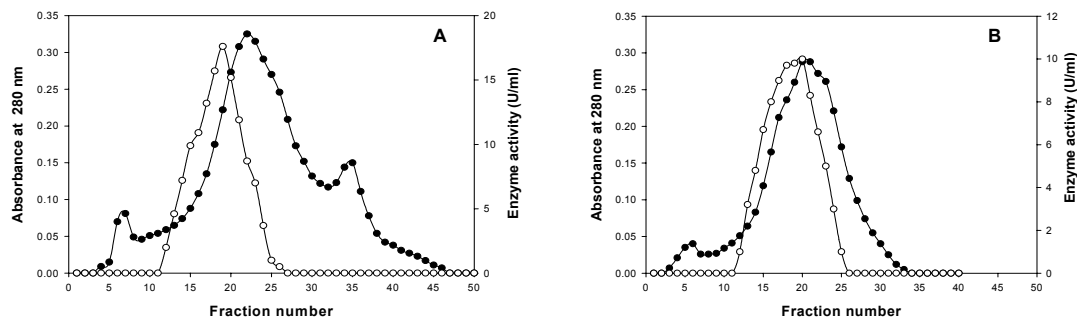 A
Absorbance at 280 nm
0.35
0.30
0.25
0.20
0.15
0.10
0.05
0.00
0 5 10 15 20 25 30 35 40 45 50
Fraction number
20
15
10
5
0
Enzyme activity (U/ml)
B
Absorbance at 280 nm
0.35
0.30
0.25
0.20
0.15
0.10
0.05
0.00
0 5 10 15 20 25 30 35 40 45 50
Fraction number
12
10
8
6
4
2
0
Enzyme activity (U/ml)